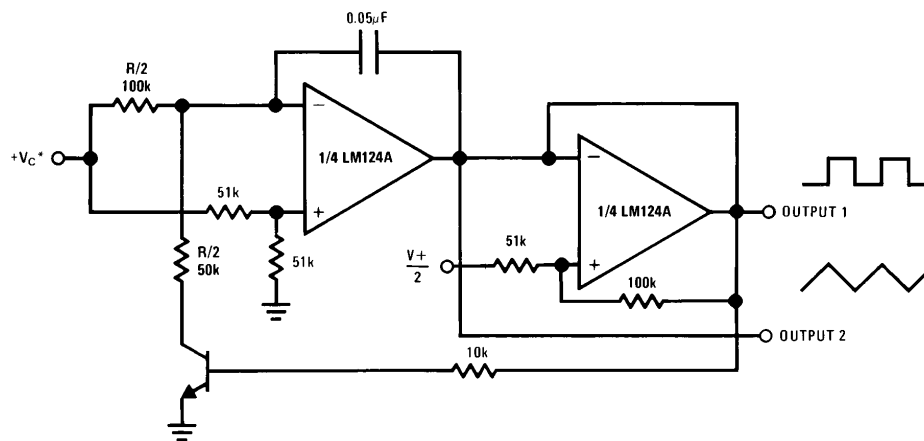 0.05μF
R/2
100k
+VC*
1/4 LM124A
51k
51k
R/2
50k
1/4 LM124A
OUTPUT 1
V+
2
51k
100k
OUTPUT 2
10k